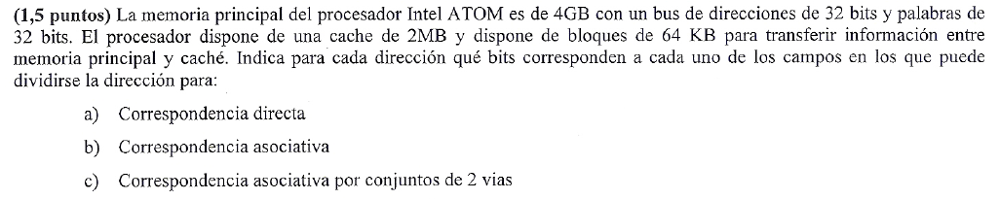 (1,5 puntos) La memoria principal del procesador Intel ATOM es de 4GB con un bus de direcciones de 32 bits y palabras de
32 bits. El procesador dispone de una cache de 2MB y dispone de bloques de 64 KB para transferir información entre
memoria principal y caché. Indica para cada dirección qué bits corresponden a cada uno de los campos en los que puede
dividirse la dirección para:
a) Correspondencia directa
b) Correspondencia asociativa
c) Correspondencia asociativa por conjuntos de 2 vias